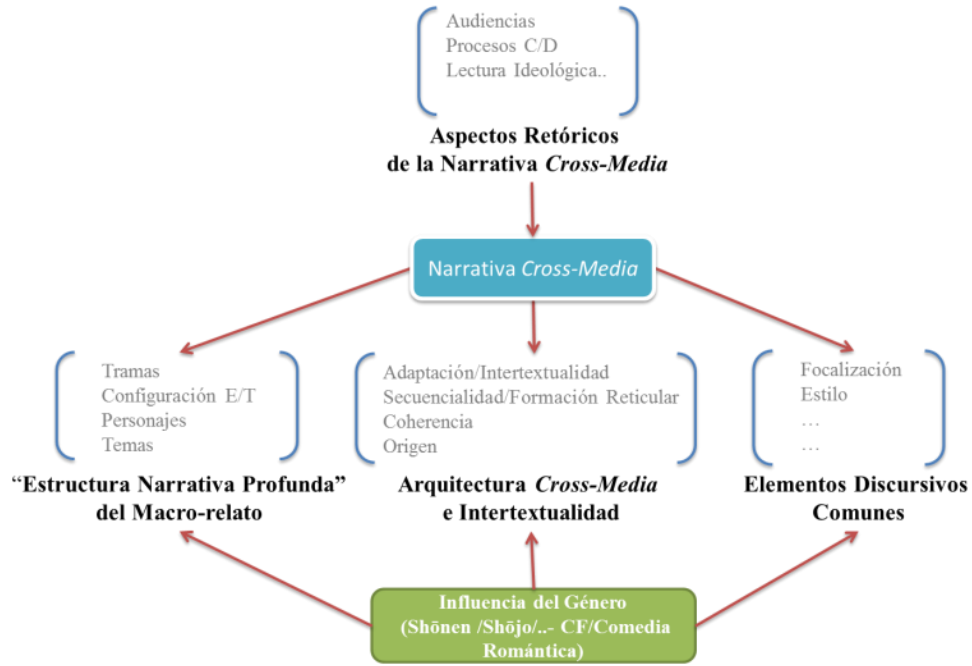 Audiencias
Procesos C/D
Lectura Ideológica..
Aspectos Retóricos
de la Narrativa Cross-Media
Narrativa Cross-Media
Tramas
Configuración E/T
Personajes
Temas
“Estructura Narrativa Profunda”
del Macro-relato
Adaptación/Intertextualidad
Secuencialidad/Formación Reticular
Coherencia
Origen
Arquitectura Cross-Media
e Intertextualidad
Focalización
Estilo
…
…
Elementos Discursivos
Comunes
Influencia del Género
(Shōnen /Shōjo/..- CF/Comedia
Romántica)